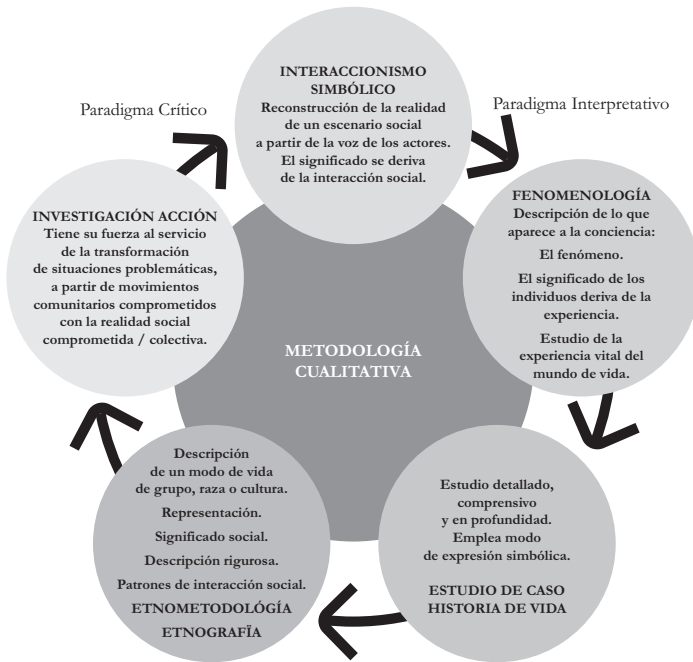 INTERACCIONISMO
SIMBÓLICO
Reconstrucción de la realidad
de un escenario social
a partir de la voz de los actores.
El significado se deriva
de la interacción social.
Paradigma Crítico
Paradigma Interpretativo
FENOMENOLOGÍA
Descripción de lo que
aparece a la conciencia:
El fenómeno.
El significado de los
individuos deriva de la
experiencia.
Estudio de la
experiencia vital del
mundo de vida.
INVESTIGACIÓN ACCIÓN
Tiene su fuerza al servicio
de la transformación
de situaciones problemáticas,
a partir de movimientos
comunitarios comprometidos
con la realidad social
comprometida / colectiva.
METODOLOGÍA
CUALITATIVA
Estudio detallado,
comprensivo
y en profundidad.
Emplea modo
de expresión simbólica.
ESTUDIO DE CASO
HISTORIA DE VIDA
Descripción
de un modo de vida
de grupo, raza o cultura.
Representación.
Significado social.
Descripción rigurosa.
Patrones de interacción social.
ETNOMETODÓLÓGÍA
ETNOGRAFÏA